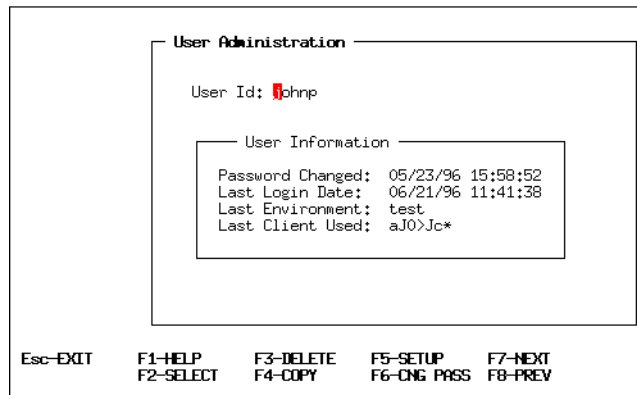 User Administration
User Id: johnp
User Information
Password Changed: 05/23/96 15:58:52
Last Login Date: 06/21/96 11:41:38
Last Environment: test
Last Client Used: aJO>Jc*
Esc-EXIT F1-HELP F3-DELETE F5-SETUP F7-NEXT
F2-SELECT F4-COPY F6-CNG PASS F8-PREV